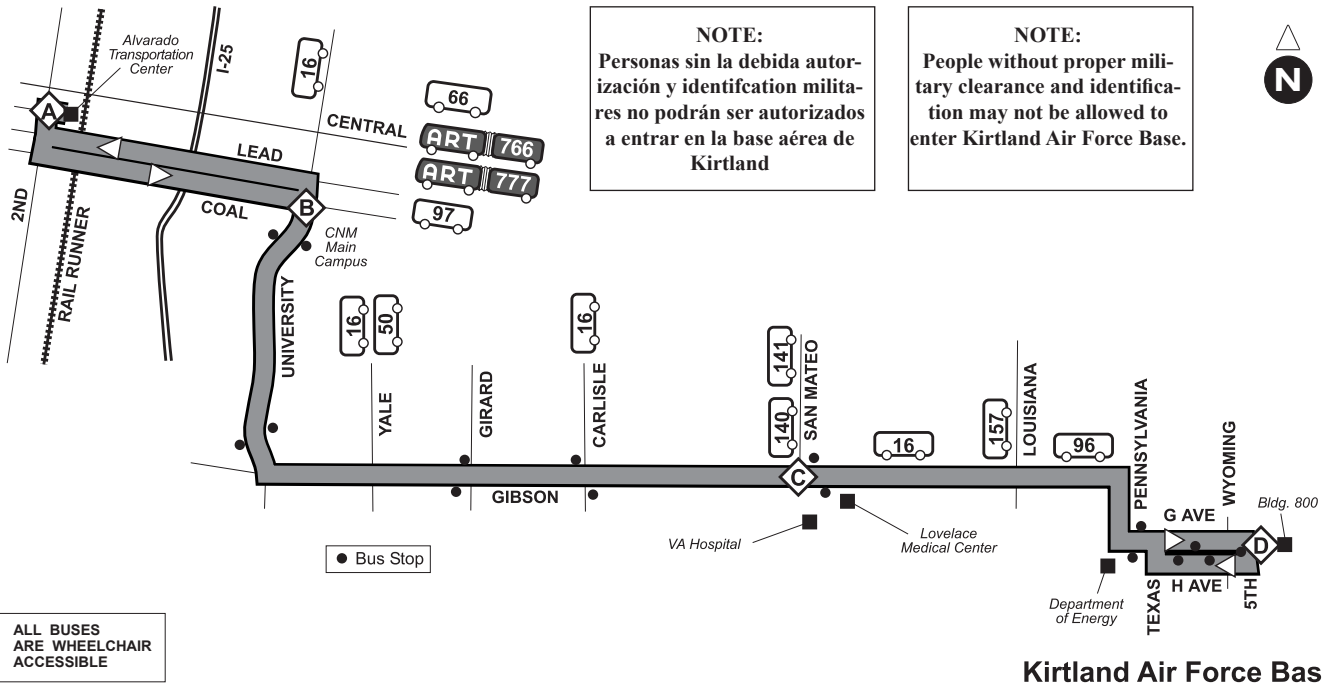 Alvarado
Transportation
Center
I-25
16
66
CENTRAL
ART 766
ART 777
97
A
LEAD
COAL
B
2ND
RAIL RUNNER
CNM
Main
Campus
UNIVERSITY
NOTE:
Personas sin la debida autor-
ización y identifcation milita-
res no podrán ser autorizados
a entrar en la base aérea de
Kirtland
NOTE:
People without proper mili-
tary clearance and identifica-
tion may not be allowed to
enter Kirtland Air Force Base.
N
16
50
YALE
GIRARD
16
CARLISLE
141
140
SAN MATEO
16
157
LOUISIANA
96
PENNSYLVANIA
WYOMING
C
GIBSON
VA Hospital
Lovelace
Medical Center
G AVE
Bldg. 800
D
H AVE
5TH
TEXAS
Department
of Energy
Bus Stop
ALL BUSES
ARE WHEELCHAIR
ACCESSIBLE
Kirtland Air Force Bas